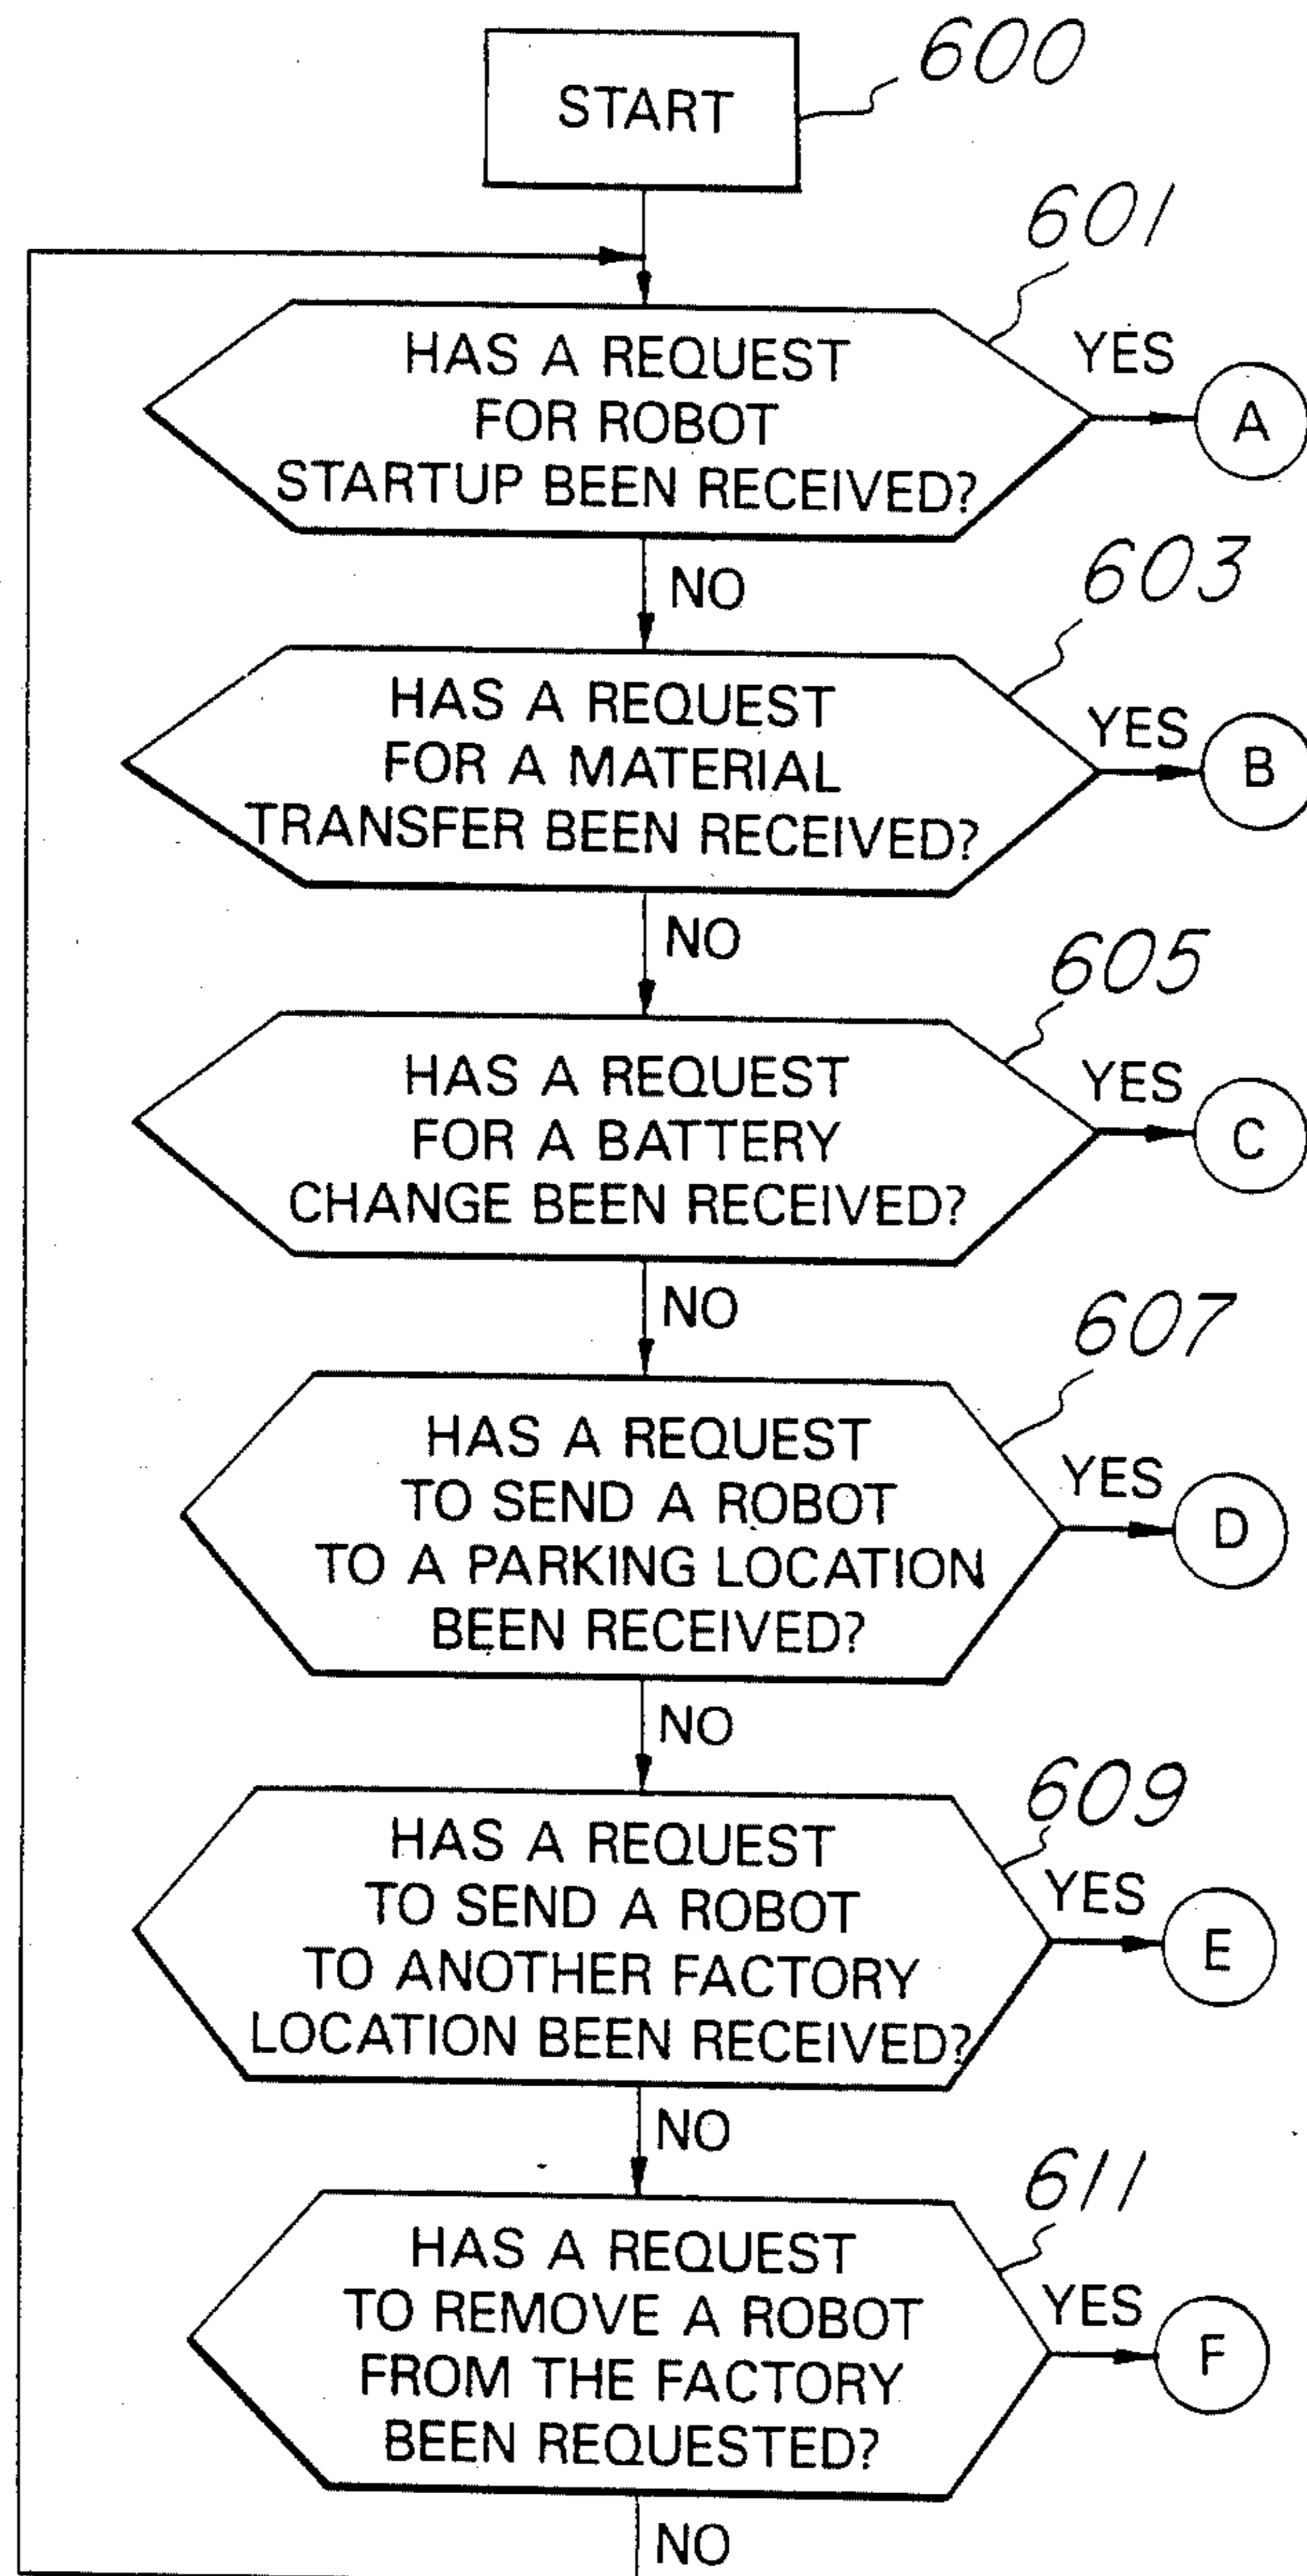 START
600
601
HAS A REQUEST
FOR ROBOT
STARTUP BEEN RECEIVED?
YES
A
NO
603
HAS A REQUEST
FOR A MATERIAL
TRANSFER BEEN RECEIVED?
YES
B
NO
605
HAS A REQUEST
FOR A BATTERY
CHANGE BEEN RECEIVED?
YES
C
NO
607
HAS A REQUEST
TO SEND A ROBOT
TO A PARKING LOCATION
BEEN RECEIVED?
YES
D
NO
609
HAS A REQUEST
TO SEND A ROBOT
TO ANOTHER FACTORY
LOCATION BEEN RECEIVED?
YES
E
NO
611
HAS A REQUEST
TO REMOVE A ROBOT
FROM THE FACTORY
BEEN REQUESTED?
YES
F
NO